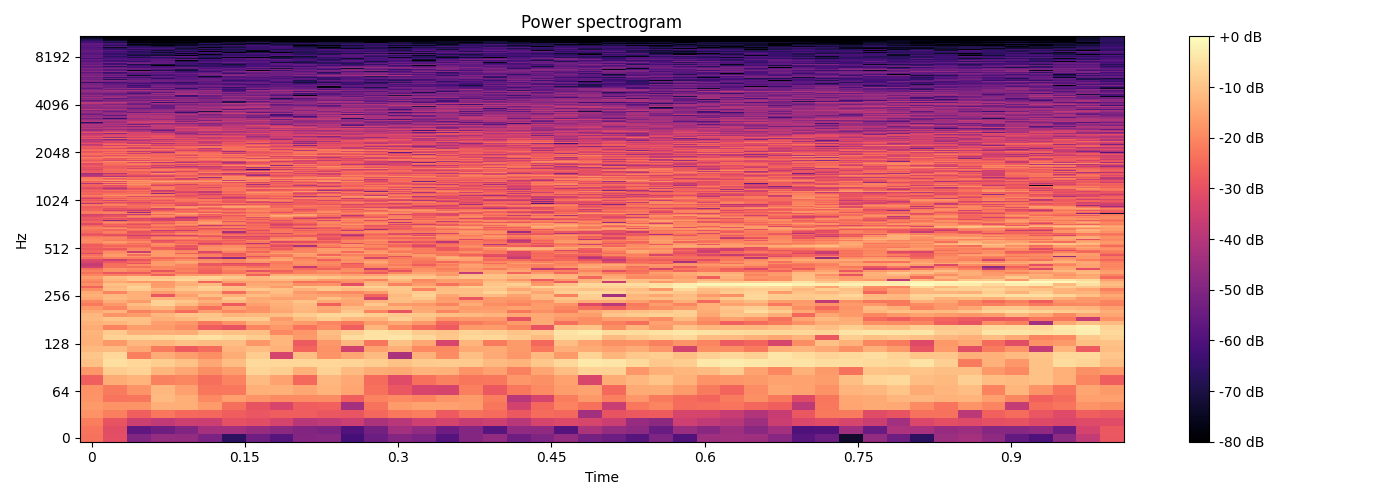 Power spectrogram
Hz
8192
4096
2048
1024
512
256
128
64
0
0 0.15 0.3 0.45 0.6 0.75 0.9
Time
+0 dB
-10 dB
-20 dB
-30 dB
-40 dB
-50 dB
-60 dB
-70 dB
-80 dB